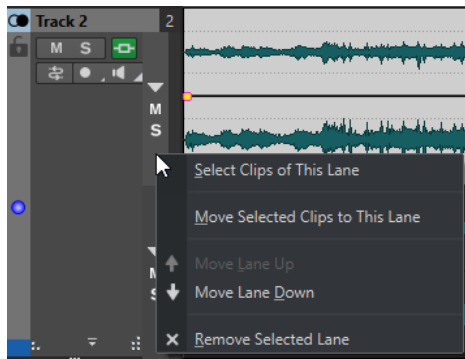 Track 2
2
M S
M
S
Select Clips of This Lane
Move Selected Clips to This Lane
Move Lane Up
Move Lane Down
Remove Selected Lane